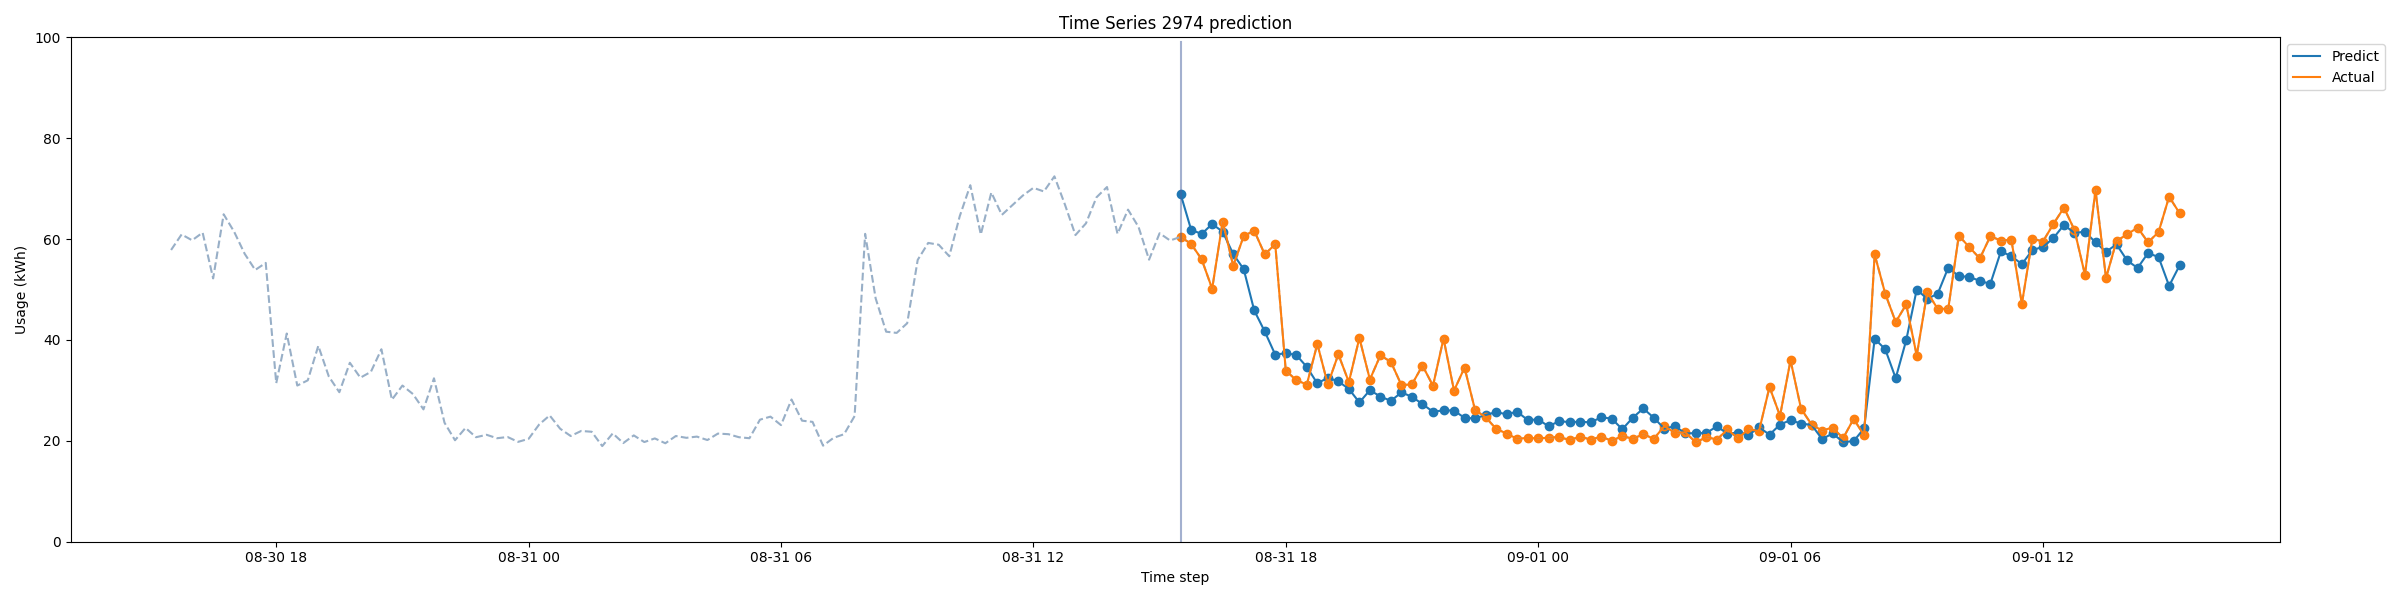 Time Series 2974 prediction
100
80
60
40
20
0
Usage (kWh)
Predict
Actual
08-30 18
08-31 00
08-31 06
08-31 12
08-31 18
09-01 00
09-01 06
09-01 12
Time step